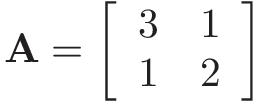 A = [ 3 1
1 2 ]